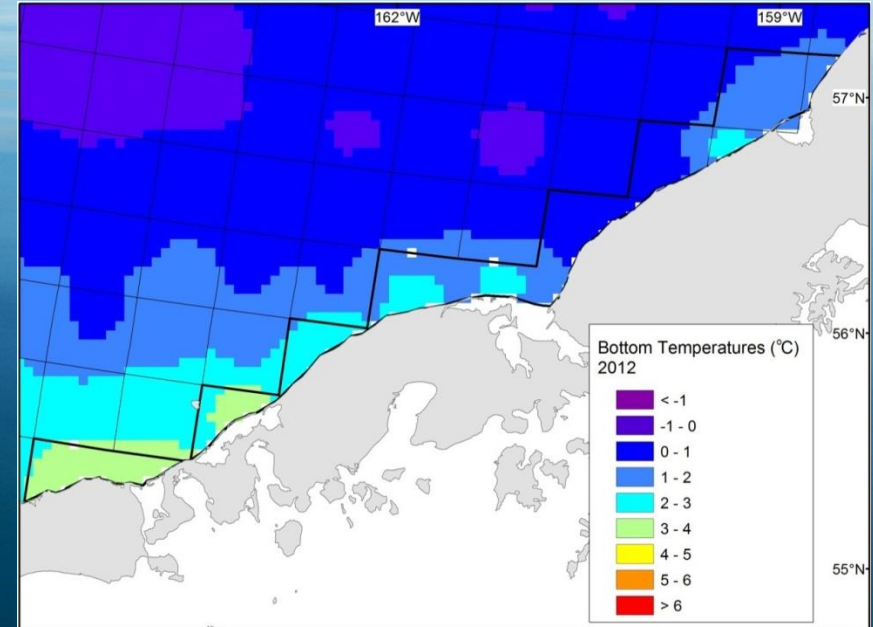 162°W
159°W
57°N
56°N
55°N
Bottom Temperatures (°C)
2012
< -1
-1 - 0
0 - 1
1 - 2
2 - 3
3 - 4
4 - 5
5 - 6
> 6